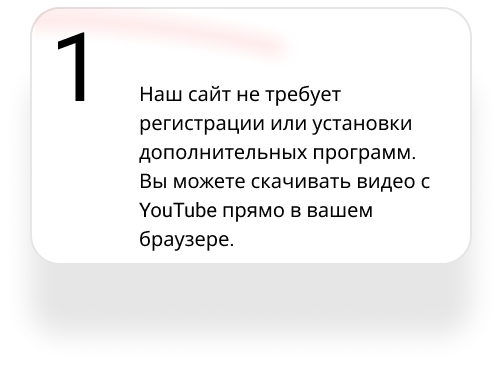 1
Наш сайт не требует
регистрации или установки
дополнительных программ.
Вы можете скачивать видео с
YouTube прямо в вашем
браузере.